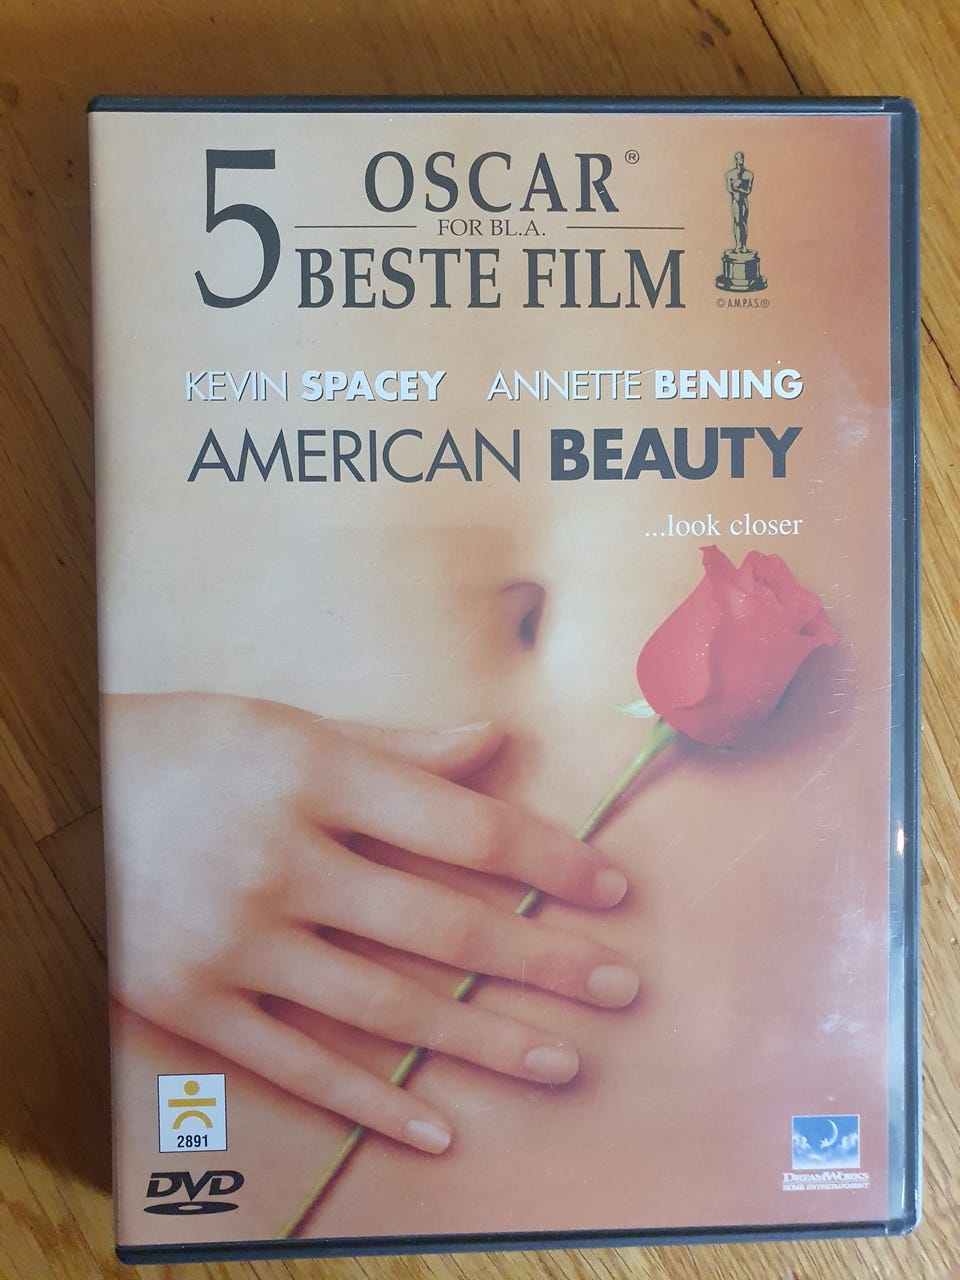 5 OSCAR®
FOR BL.A.
BESTE FILM
© A.M.P.A.S.®
KEVIN SPACEY ANNETTE BENING
AMERICAN BEAUTY
...look closer
2891
DVD
DREAMWORKS
HOME ENTERTAINMENT